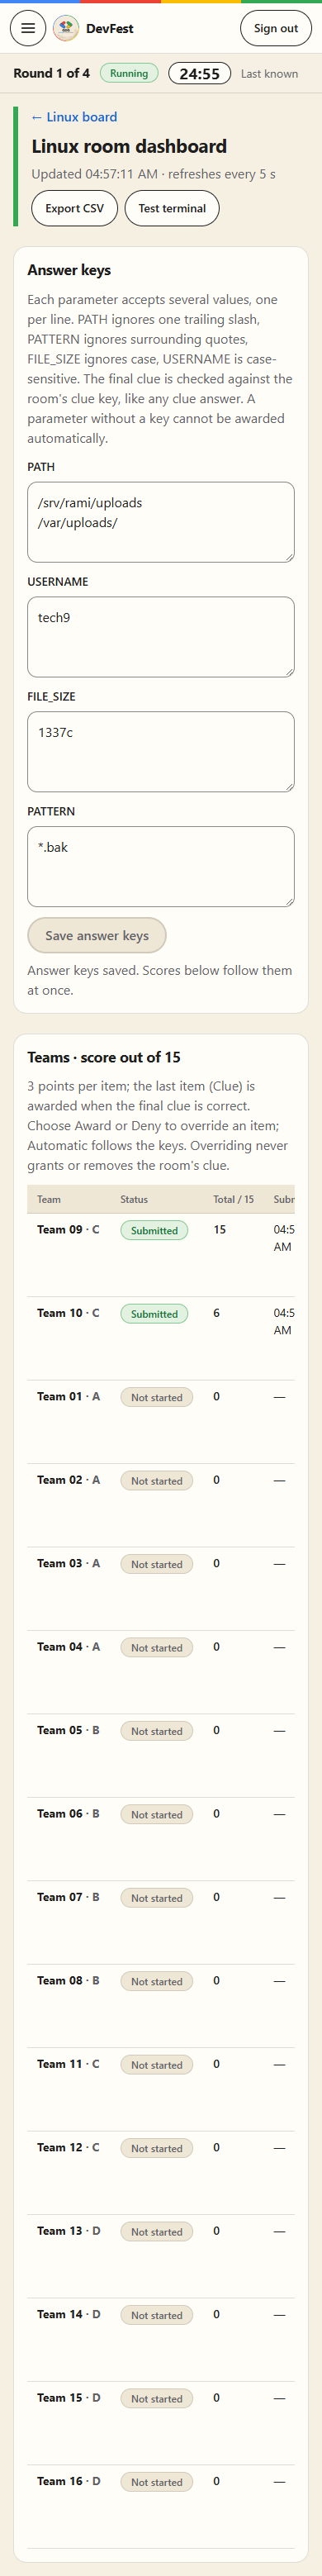 DevFest
Sign out
Round 1 of 4
Running
24:55
Last known
← Linux board
Linux room dashboard
Updated 04:57:11 AM · refreshes every 5 s
Export CSV
Test terminal
Answer keys
Each parameter accepts several values, one
per line. PATH ignores one trailing slash,
PATTERN ignores surrounding quotes,
FILE_SIZE ignores case, USERNAME is case-
sensitive. The final clue is checked against the
room's clue key, like any clue answer. A
parameter without a key cannot be awarded
automatically.
PATH
/srv/rami/uploads
/var/uploads/
USERNAME
tech9
FILE_SIZE
1337c
PATTERN
*.bak
Save answer keys
Answer keys saved. Scores below follow them
at once.
Teams · score out of 15
3 points per item; the last item (Clue) is
awarded when the final clue is correct.
Choose Award or Deny to override an item;
Automatic follows the keys. Overriding never
grants or removes the room's clue.
Team Status Total / 15 Subr
Team 09 · C Submitted 15 04:5
AM
Team 10 · C Submitted 6 04:5
AM
Team 01 · A Not started 0 —
Team 02 · A Not started 0 —
Team 03 · A Not started 0 —
Team 04 · A Not started 0 —
Team 05 · B Not started 0 —
Team 06 · B Not started 0 —
Team 07 · B Not started 0 —
Team 08 · B Not started 0 —
Team 11 · C Not started 0 —
Team 12 · C Not started 0 —
Team 13 · D Not started 0 —
Team 14 · D Not started 0 —
Team 15 · D Not started 0 —
Team 16 · D Not started 0 —